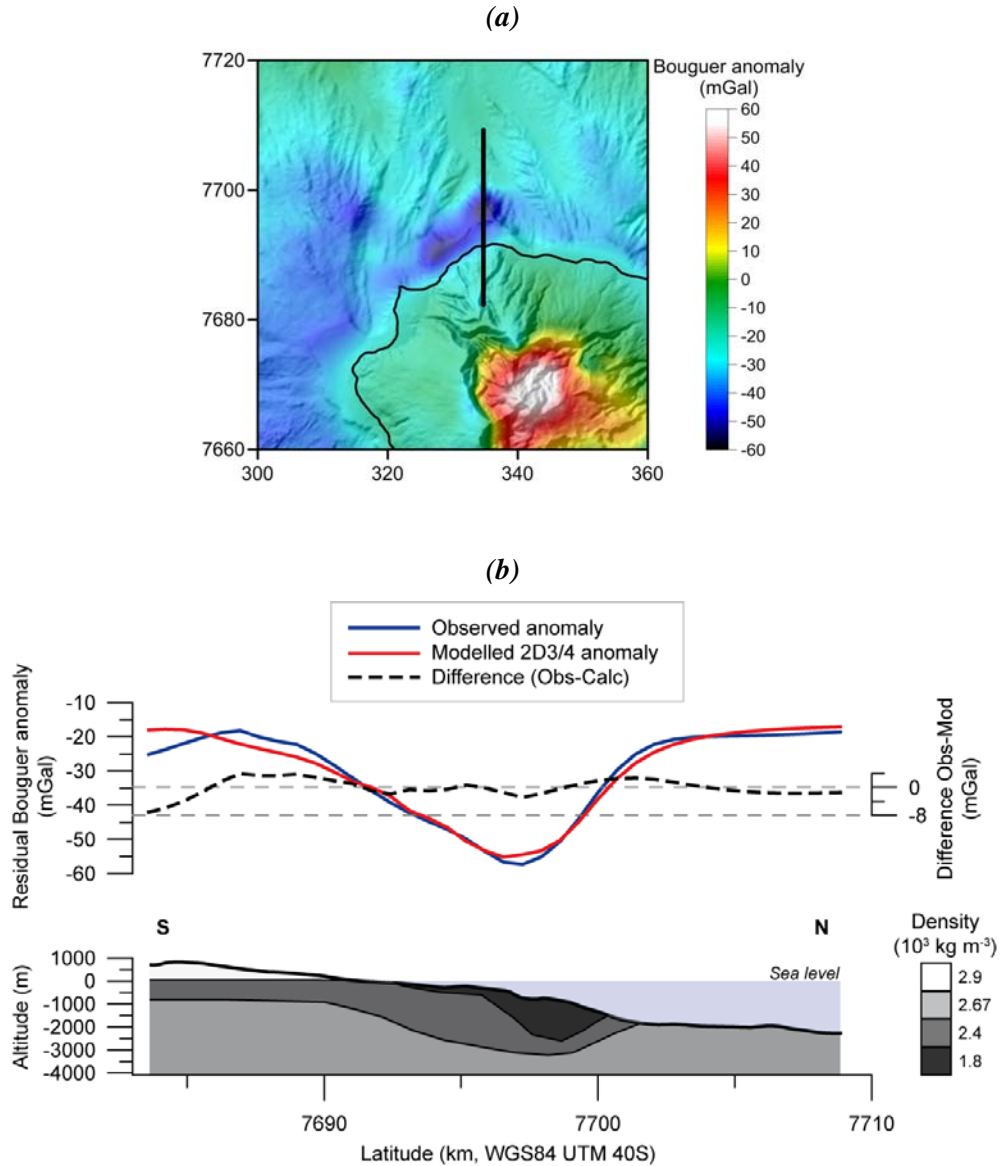 (a)
Bouguer anomaly
(mGal)
7720
7700
7680
7660
300
320
340
360
60
50
40
30
20
10
0
-10
-20
-30
-40
-50
-60
(b)
Observed anomaly
Modelled 2D3/4 anomaly
Difference (Obs-Calc)
Residual Bouguer anomaly
(mGal)
-10
-20
-30
-40
-50
-60
0
-8
Difference Obs-Mod
(mGal)
S
N
Altitude (m)
1000
0
-1000
-2000
-3000
-4000
Sea level
Density
(10³ kg m⁻³)
2.9
2.67
2.4
1.8
7690
7700
7710
Latitude (km, WGS84 UTM 40S)